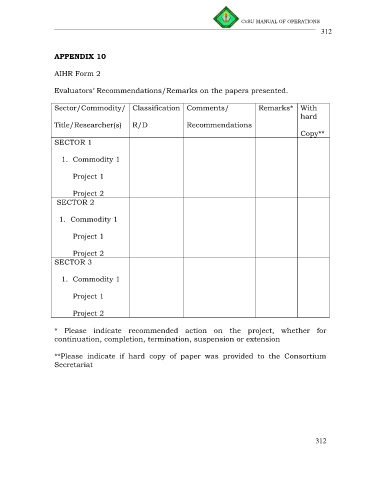 CvSU MANUAL OF OPERATIONS
312
APPENDIX 10
AIHR Form 2
Evaluators' Recommendations/Remarks on the papers presented.
Sector/Commodity/ Classification Comments/ Remarks* With
hard
Title/Researcher(s) R/D Recommendations
Copy**
SECTOR 1
1. Commodity 1
Project 1
Project 2
SECTOR 2
1. Commodity 1
Project 1
Project 2
SECTOR 3
1. Commodity 1
Project 1
Project 2
* Please indicate recommended action on the project, whether for
continuation, completion, termination, suspension or extension
**Please indicate if hard copy of paper was provided to the Consortium
Secretariat
312